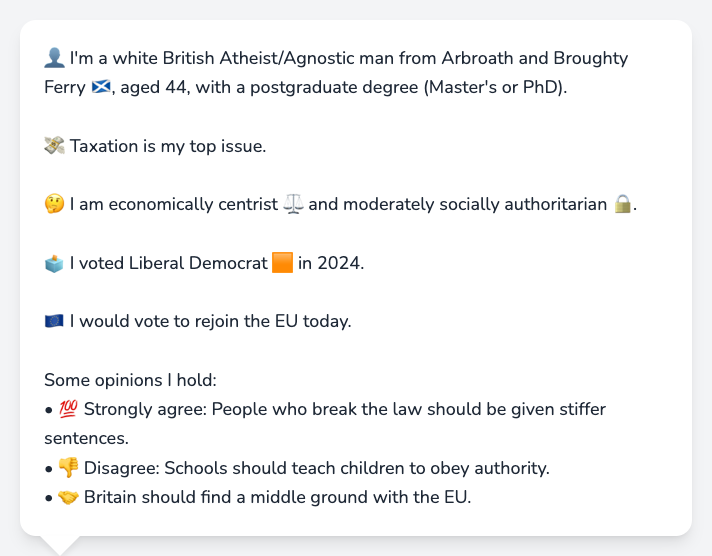 👤 I'm a white British Atheist/Agnostic man from Arbroath and Broughty
Ferry 🏴󠁧󠁢󠁳󠁣󠁴󠁿, aged 44, with a postgraduate degree (Master's or PhD).
💸 Taxation is my top issue.
🤔 I am economically centrist ⚖️ and moderately socially authoritarian 🔒.
🗳️ I voted Liberal Democrat 🟧 in 2024.
🇪🇺 I would vote to rejoin the EU today.
Some opinions I hold:
• 💯 Strongly agree: People who break the law should be given stiffer
sentences.
• 👎 Disagree: Schools should teach children to obey authority.
• 🤝 Britain should find a middle ground with the EU.